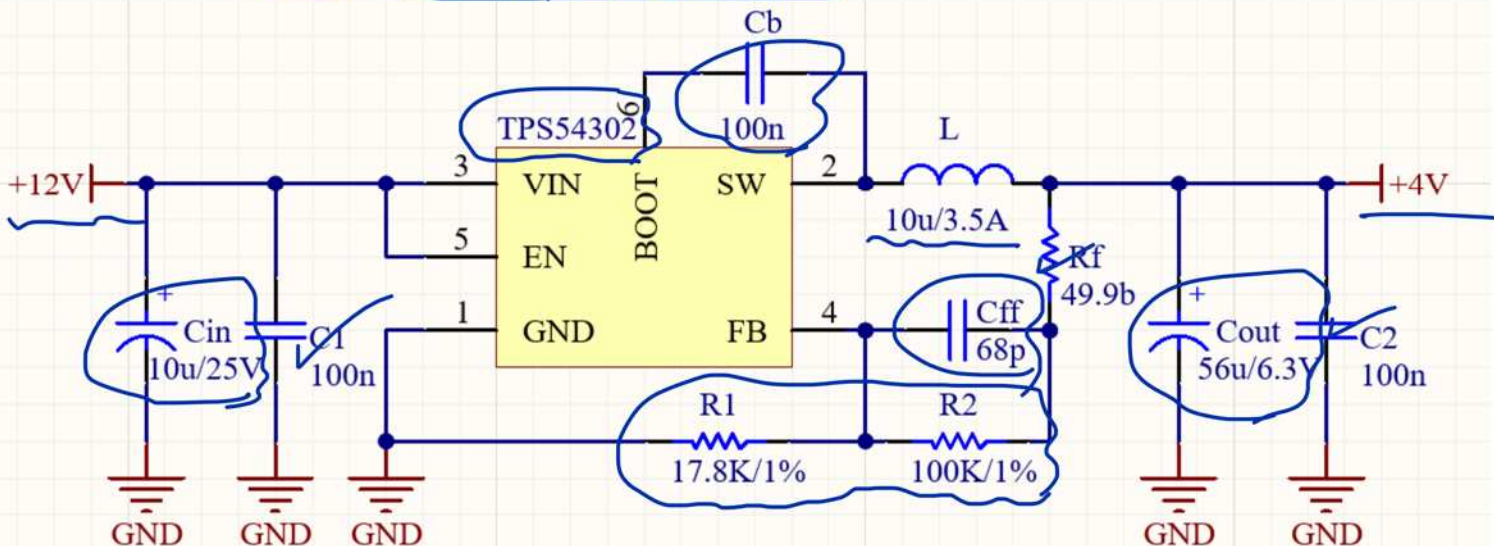 Cb
100n
TPS54302
6
L
+12V
3
VIN
BOOT
SW
2
+4V
10u/3.5A
5
EN
Rf
49.9b
+
Cin
10u/25V
C1
100n
1
GND
FB
4
Cff
68p
+
Cout
56u/6.3V
C2
100n
R1
17.8K/1%
R2
100K/1%
GND
GND
GND
GND
GND